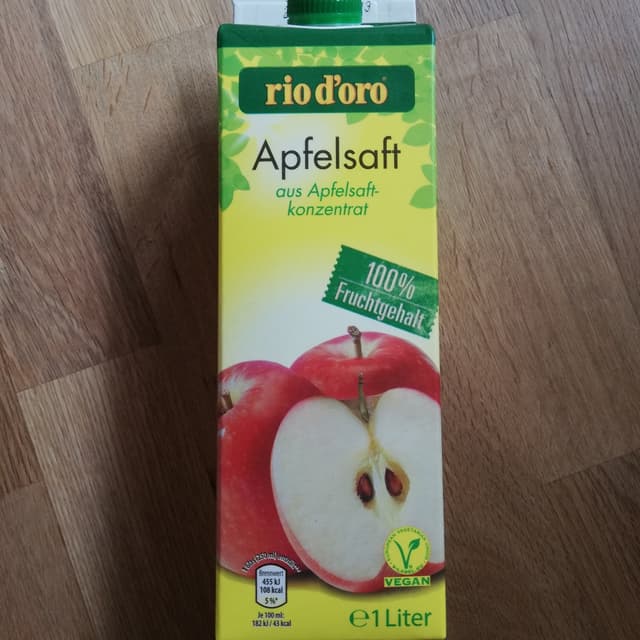 rio d'oro
Apfelsaft
aus Apfelsaft-
konzentrat
100%
Fruchtgehalt
Brennwert
455 kJ
108 kcal
5 %*
Je 100 ml:
182 kJ / 43 kcal
VEGAN
℮ 1 Liter